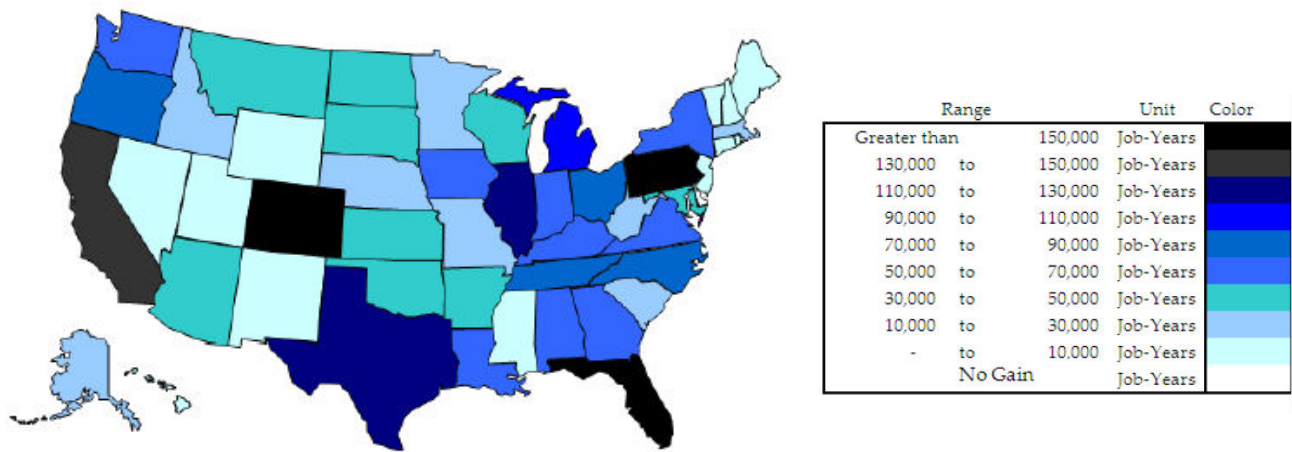 Range Unit Color
Greater than 150,000 Job-Years
130,000 to 150,000 Job-Years
110,000 to 130,000 Job-Years
90,000 to 110,000 Job-Years
70,000 to 90,000 Job-Years
50,000 to 70,000 Job-Years
30,000 to 50,000 Job-Years
10,000 to 30,000 Job-Years
- to 10,000 Job-Years
No Gain Job-Years